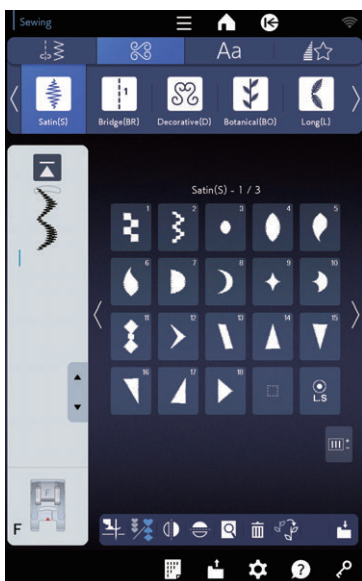 Sewing
Aa
1
Satin(S) Bridge(BR) Decorative(D) Botanical(BO) Long(L)
Satin(S) - 1 / 3
1 2 3 4 5
6 7 8 9 10
11 12 13 14 15
16 17 18
L.S
F
?